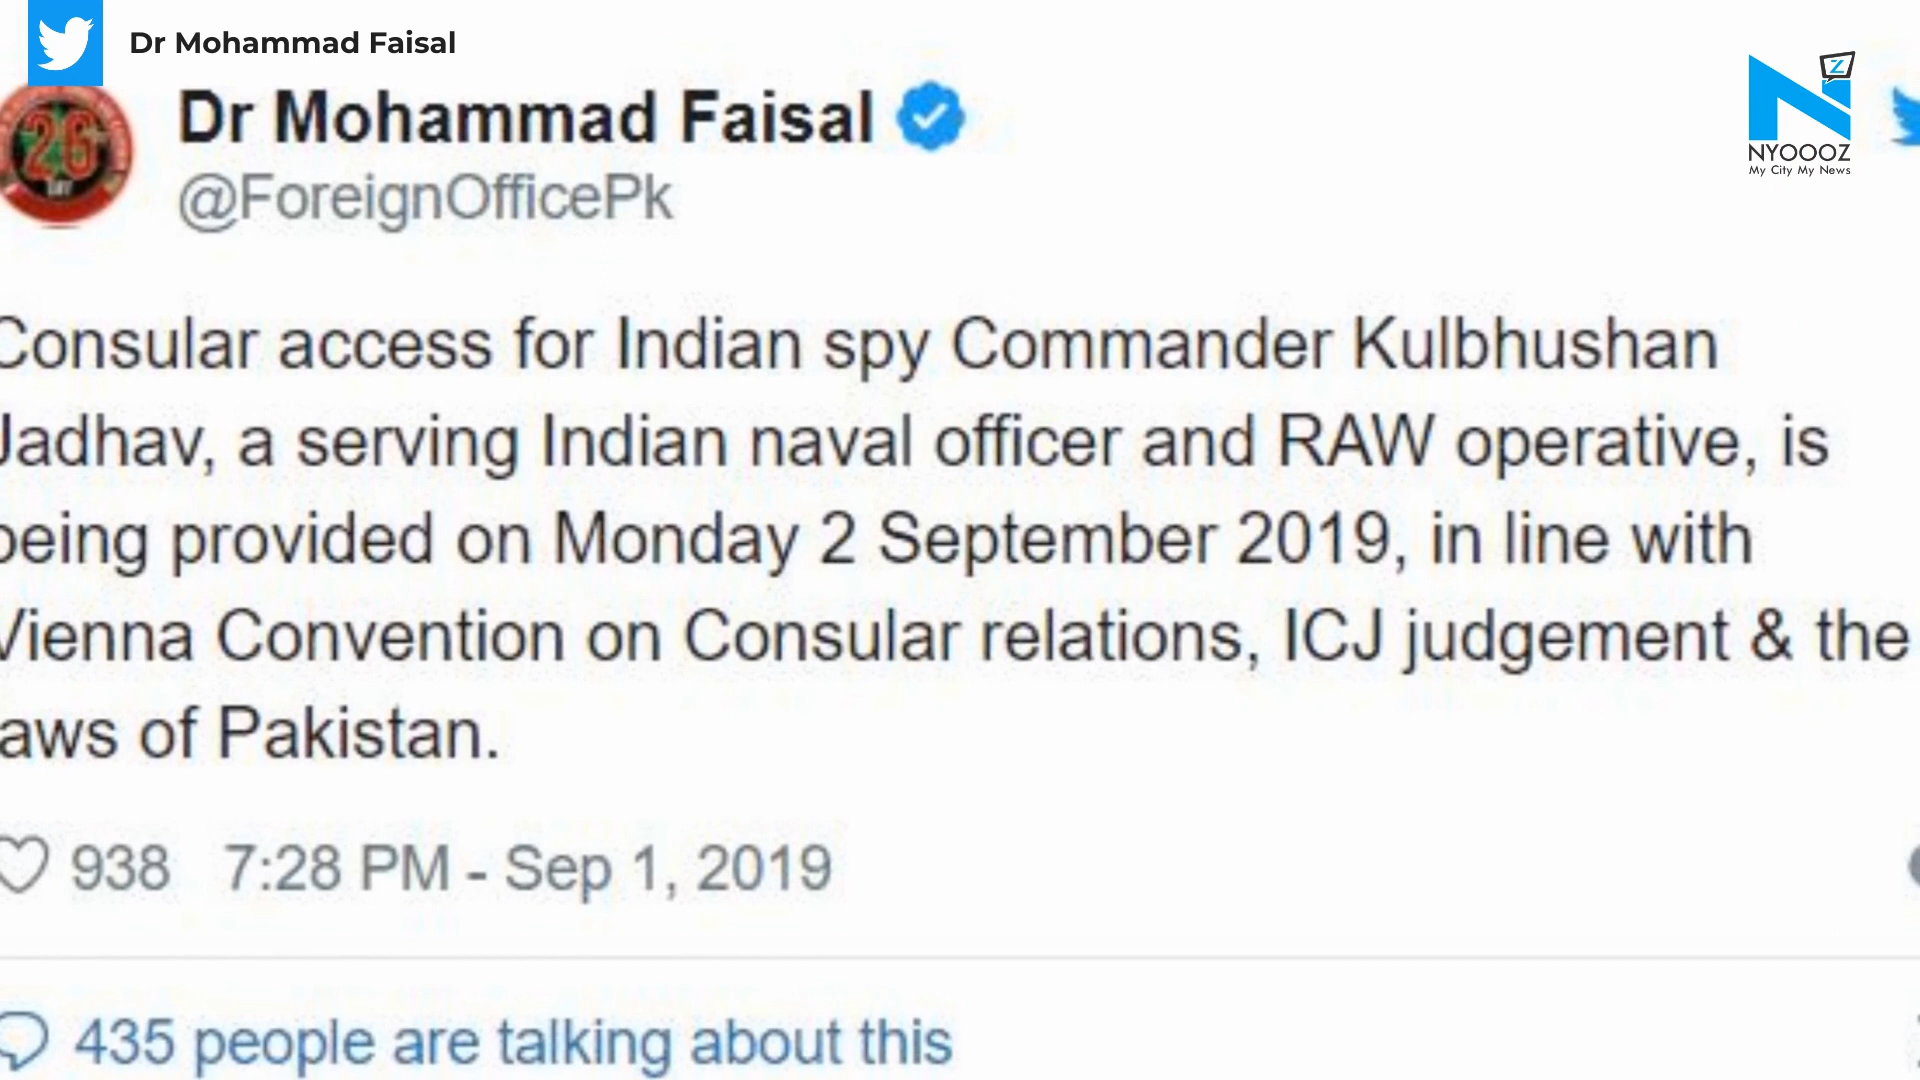 Dr Mohammad Faisal
Dr Mohammad Faisal
@ForeignOfficePk
26
Z
NYOOOZ
My City My News
Consular access for Indian spy Commander Kulbhushan
Jadhav, a serving Indian naval officer and RAW operative, is
being provided on Monday 2 September 2019, in line with
Vienna Convention on Consular relations, ICJ judgement & the
laws of Pakistan.
938 7:28 PM - Sep 1, 2019
435 people are talking about this